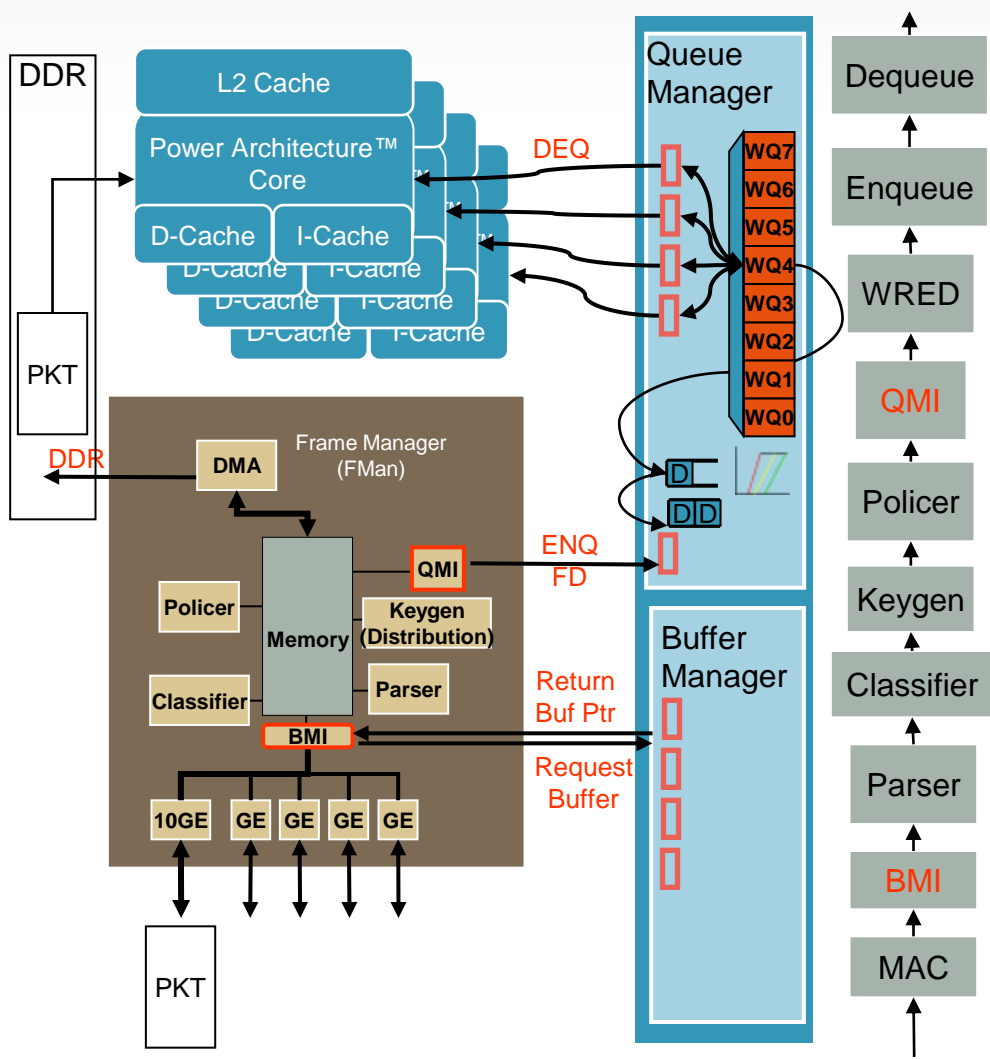 DDR
L2 Cache
Power Architecture™
Core
D-Cache
I-Cache
™
D-Cache
I-Cache
™
D-Cache
I-Cache
D-Cache
I-Cache
PKT
DEQ
Queue
Manager
WQ7
WQ6
WQ5
WQ4
WQ3
WQ2
WQ1
WQ0
D
D D
DDR
Frame Manager
(FMan)
DMA
QMI
Policer
Memory
Keygen
(Distribution)
Classifier
Parser
BMI
10GE
GE
GE
GE
GE
PKT
ENQ
FD
Return
Buf Ptr
Request
Buffer
Buffer
Manager
Dequeue
Enqueue
WRED
QMI
Policer
Keygen
Classifier
Parser
BMI
MAC